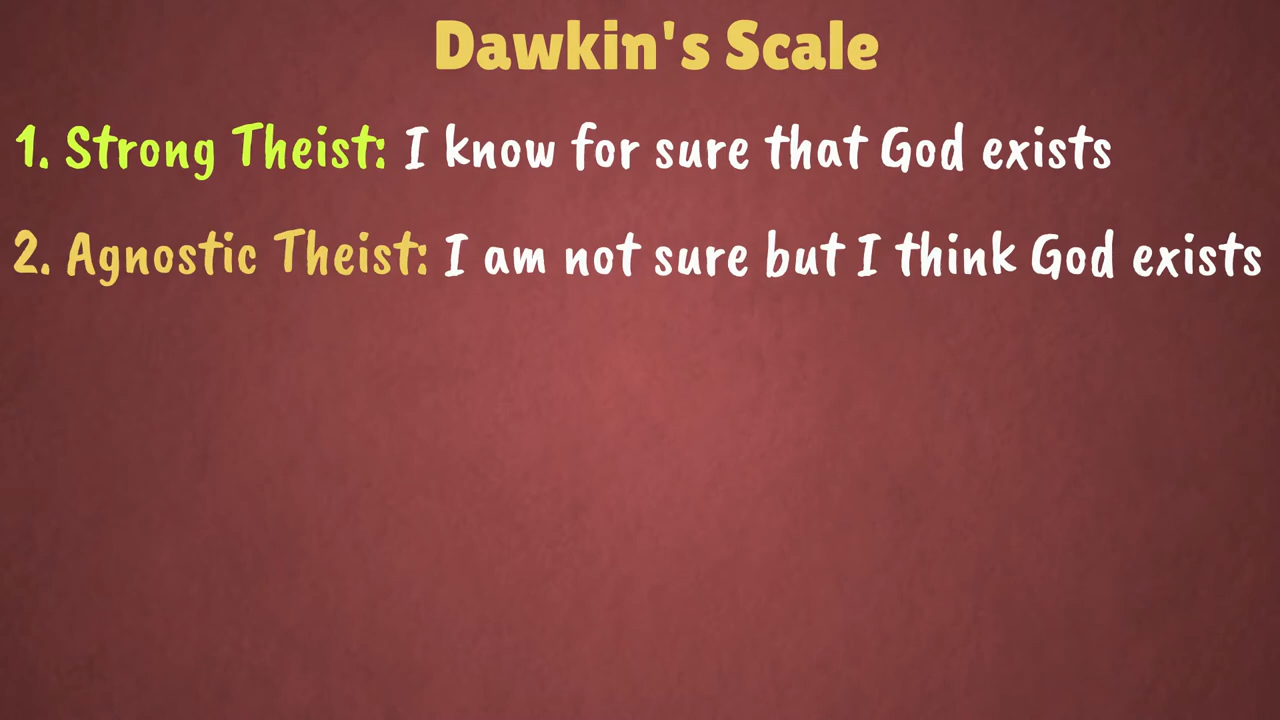 Dawkin's Scale
1. Strong Theist: I know for sure that God exists
2. Agnostic Theist: I am not sure but I think God exists